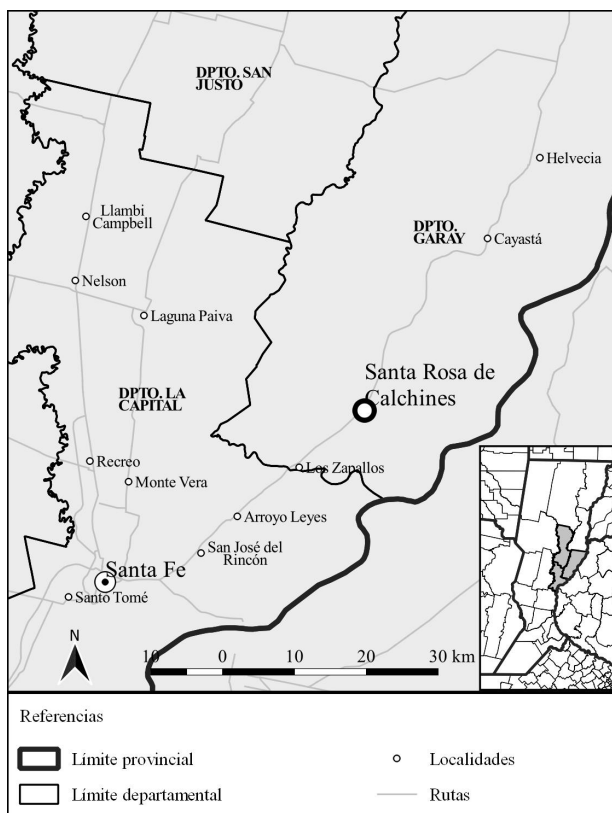 DPTO. SAN
JUSTO
Helvecia
Llambi
Campbell
DPTO.
GARAY
Cayastá
Nelson
Laguna Paiva
Santa Rosa de
Calchines
DPTO. LA
CAPITAL
Recreo
Los Zapallos
Monte Vera
Arroyo Leyes
San José del
Rincón
Santa Fe
Santo Tomé
N
10 0 10 20 30 km
Referencias
Límite provincial
Localidades
Límite departamental
Rutas